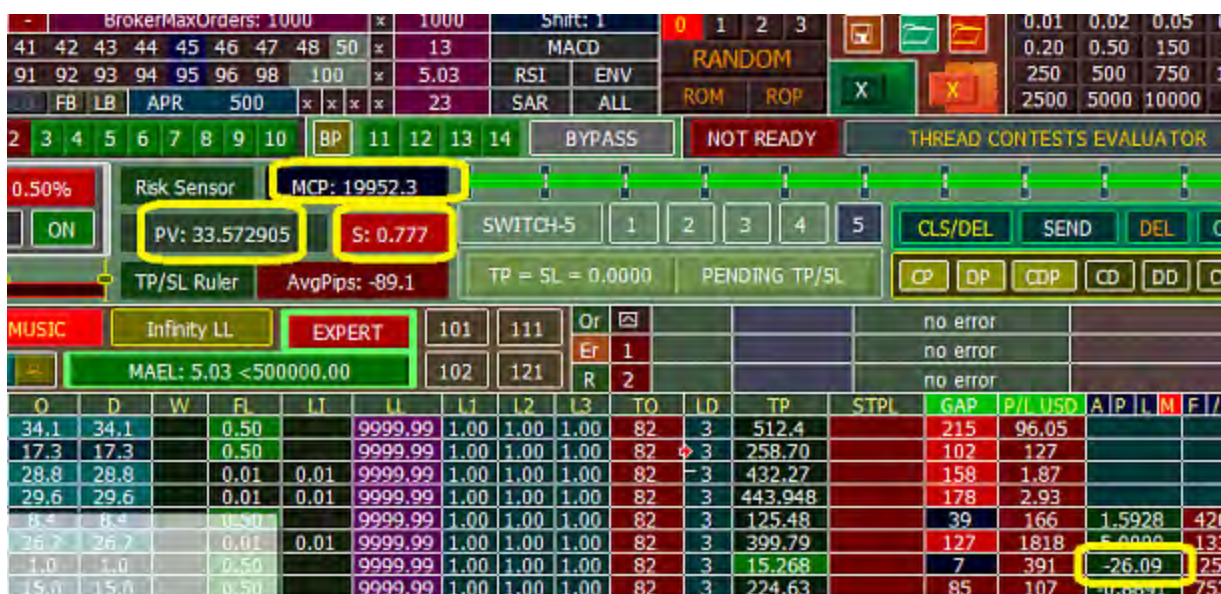 - BrokerMaxOrders: 1000 x 1000 Shift: 1 0 1 2 3 0.01 0.02 0.05
41 42 43 44 45 46 47 48 50 x 13 MACD RANDOM 0.20 0.50 150
91 92 93 94 95 96 98 100 x 5.03 RSI ENV X X 250 500 750
FB LB APR 500 x x x x 23 SAR ALL ROM ROP 2500 5000 10000
2 3 4 5 6 7 8 9 10 BP 11 12 13 14 BYPASS NOT READY THREAD CONTESTS EVALUATOR
0.50% Risk Sensor MCP: 19952.3
ON PV: 33.572905 S: 0.777 SWITCH-5 1 2 3 4 5 CLS/DEL SEND DEL
TP/SL Ruler AvgPips: -89.1 TP = SL = 0.0000 PENDING TP/SL CP DP CDP CD DD
MUSIC Infinity LL EXPERT 101 111 Or no error
Er 1 no error
MAEL: 5.03 <500000.00 102 121 R 2 no error
O D W FL LI LL L1 L2 L3 TO LD TP STPL GAP P/L USD A P L M F /
34.1 34.1 0.50 9999.99 1.00 1.00 1.00 82 3 512.4 215 96.05
17.3 17.3 0.50 9999.99 1.00 1.00 1.00 82 3 258.70 102 127
28.8 28.8 0.01 0.01 9999.99 1.00 1.00 1.00 82 3 432.27 158 1.87
29.6 29.6 0.01 0.01 9999.99 1.00 1.00 1.00 82 3 443.948 178 2.93
8.4 8.4 0.50 9999.99 1.00 1.00 1.00 82 3 125.48 39 166 1.5928
26.7 26.7 0.01 0.01 9999.99 1.00 1.00 1.00 82 3 399.79 127 1818
1.0 1.0 0.50 9999.99 1.00 1.00 1.00 82 3 15.268 7 391 -26.09
15.0 15.0 0.50 9999.99 1.00 1.00 1.00 82 3 224.63 85 107